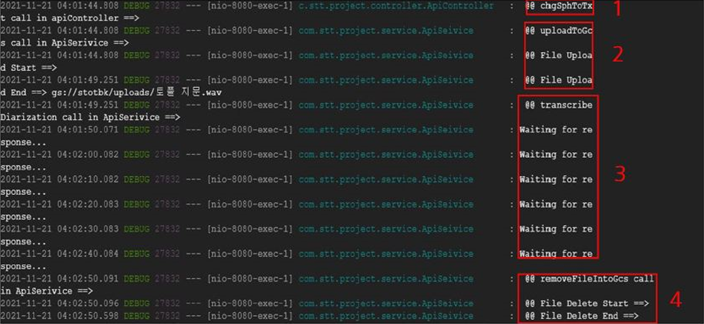 2021-11-21 04:01:44.808 DEBUG 27832 --- [nio-8080-exec-1] c.stt.project.controller.ApiController : @@ chgSphToTx
t call in apiController ==>
2021-11-21 04:01:44.808 DEBUG 27832 --- [nio-8080-exec-1] com.stt.project.service.ApiSeivice : @@ uploadToGc
s call in ApiSerivice ==>
2021-11-21 04:01:44.808 DEBUG 27832 --- [nio-8080-exec-1] com.stt.project.service.ApiSeivice : @@ File Uploa
d Start ==>
2021-11-21 04:01:49.251 DEBUG 27832 --- [nio-8080-exec-1] com.stt.project.service.ApiSeivice : @@ File Uploa
d End ==> gs://stotbk/uploads/토플 지문.wav
2021-11-21 04:01:49.251 DEBUG 27832 --- [nio-8080-exec-1] com.stt.project.service.ApiSeivice : @@ transcribe
Diarization call in ApiSerivice ==>
2021-11-21 04:01:50.071 DEBUG 27832 --- [nio-8080-exec-1] com.stt.project.service.ApiSeivice : Waiting for re
sponse...
2021-11-21 04:02:00.082 DEBUG 27832 --- [nio-8080-exec-1] com.stt.project.service.ApiSeivice : Waiting for re
sponse...
2021-11-21 04:02:10.082 DEBUG 27832 --- [nio-8080-exec-1] com.stt.project.service.ApiSeivice : Waiting for re
sponse...
2021-11-21 04:02:20.083 DEBUG 27832 --- [nio-8080-exec-1] com.stt.project.service.ApiSeivice : Waiting for re
sponse...
2021-11-21 04:02:30.083 DEBUG 27832 --- [nio-8080-exec-1] com.stt.project.service.ApiSeivice : Waiting for re
sponse...
2021-11-21 04:02:40.084 DEBUG 27832 --- [nio-8080-exec-1] com.stt.project.service.ApiSeivice : Waiting for re
sponse...
2021-11-21 04:02:50.091 DEBUG 27832 --- [nio-8080-exec-1] com.stt.project.service.ApiSeivice : @@ removeFileIntoGcs call
in ApiSerivice ==>
2021-11-21 04:02:50.096 DEBUG 27832 --- [nio-8080-exec-1] com.stt.project.service.ApiSeivice : @@ File Delete Start ==>
2021-11-21 04:02:50.598 DEBUG 27832 --- [nio-8080-exec-1] com.stt.project.service.ApiSeivice : @@ File Delete End ==>
1
2
3
4